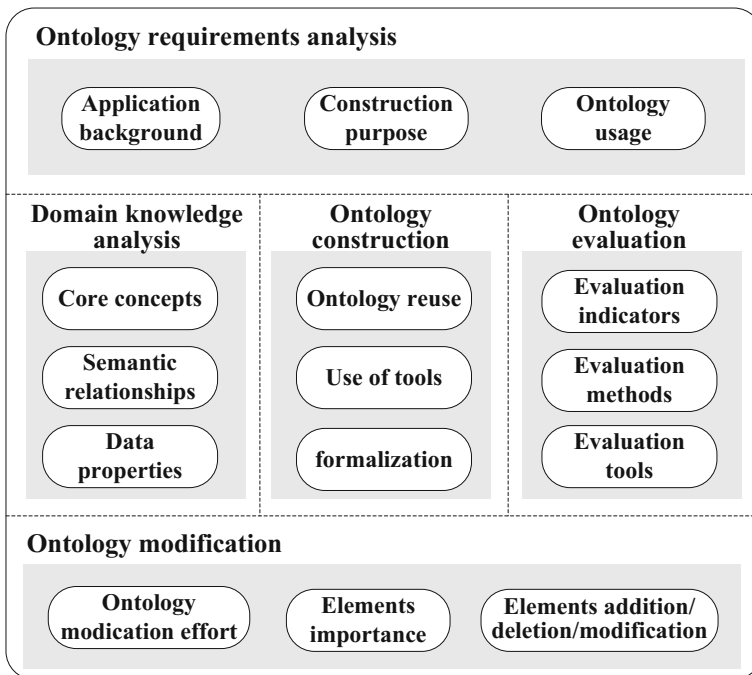 Ontology requirements analysis
Application
background
Construction
purpose
Ontology
usage
Domain knowledge
analysis
Core concepts
Semantic
relationships
Data
properties
Ontology
construction
Ontology reuse
Use of tools
formalization
Ontology
evaluation
Evaluation
indicators
Evaluation
methods
Evaluation
tools
Ontology modification
Ontology
modication effort
Elements
importance
Elements addition/
deletion/modification